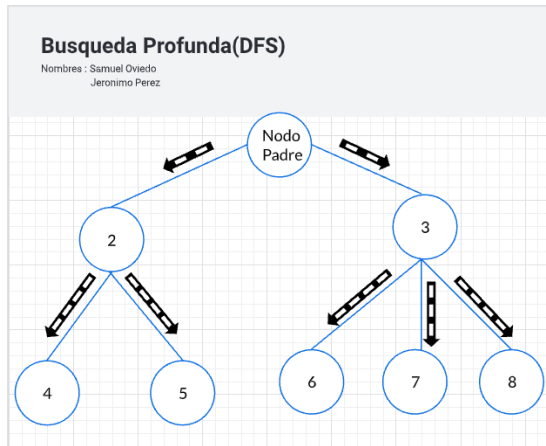 Busqueda Profunda(DFS)
Nombres : Samuel Oviedo
Jeronimo Perez
Nodo
Padre
2
3
4
5
6
7
8